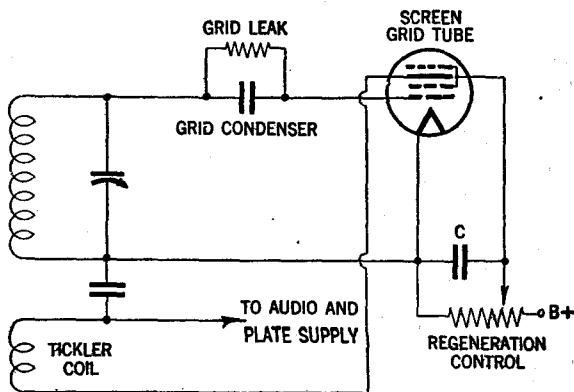 SCREEN
GRID TUBE
GRID LEAK
GRID CONDENSER
C
B+
TO AUDIO AND
PLATE SUPPLY
REGENERATION
CONTROL
TICKLER
COIL